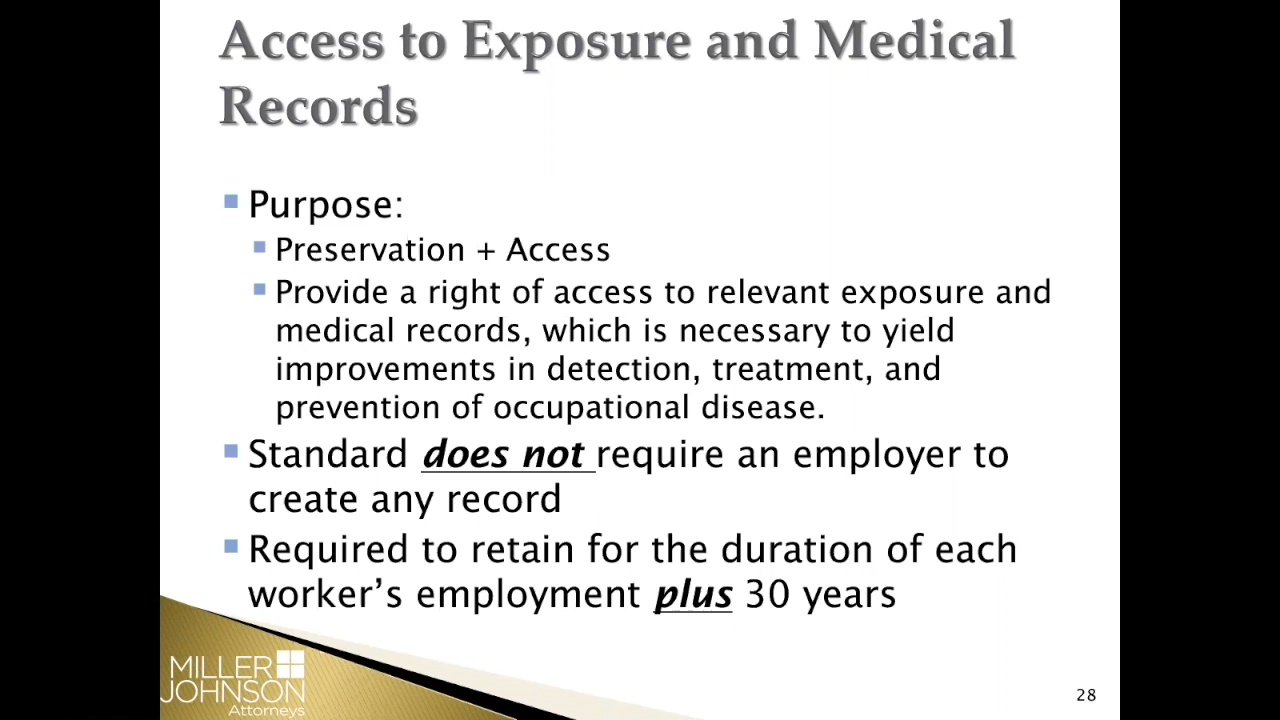 Access to Exposure and Medical
Records
Purpose:
Preservation + Access
Provide a right of access to relevant exposure and
medical records, which is necessary to yield
improvements in detection, treatment, and
prevention of occupational disease.
Standard does not require an employer to
create any record
Required to retain for the duration of each
worker’s employment plus 30 years
MILLER
JOHNSON
Attorneys
28